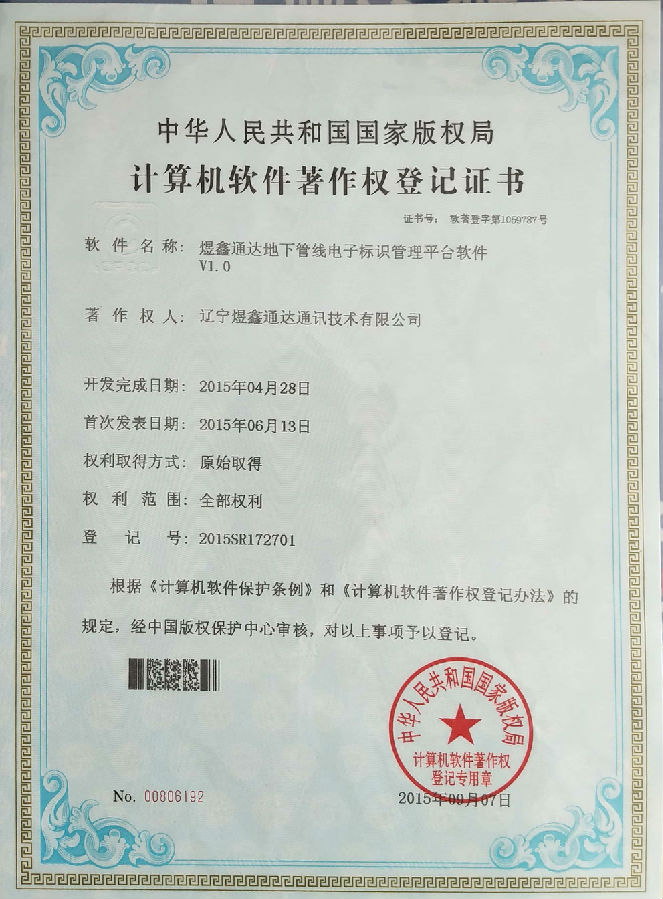 中华人民共和国国家版权局
计算机软件著作权登记证书
证书号： 软著登字第1059787号
软件名称： 煜鑫通达地下管线电子标识管理平台软件
V1.0
著作权人： 辽宁煜鑫通达通讯技术有限公司
开发完成日期： 2015年04月28日
首次发表日期： 2015年06月13日
权利取得方式： 原始取得
权利范围： 全部权利
登记号： 2015SR172701
根据《计算机软件保护条例》和《计算机软件著作权登记办法》的
规定，经中国版权保护中心审核，对以上事项予以登记。
中华人民共和国国家版权局
计算机软件著作权
登记专用章
No. 00806192
2015年09月07日